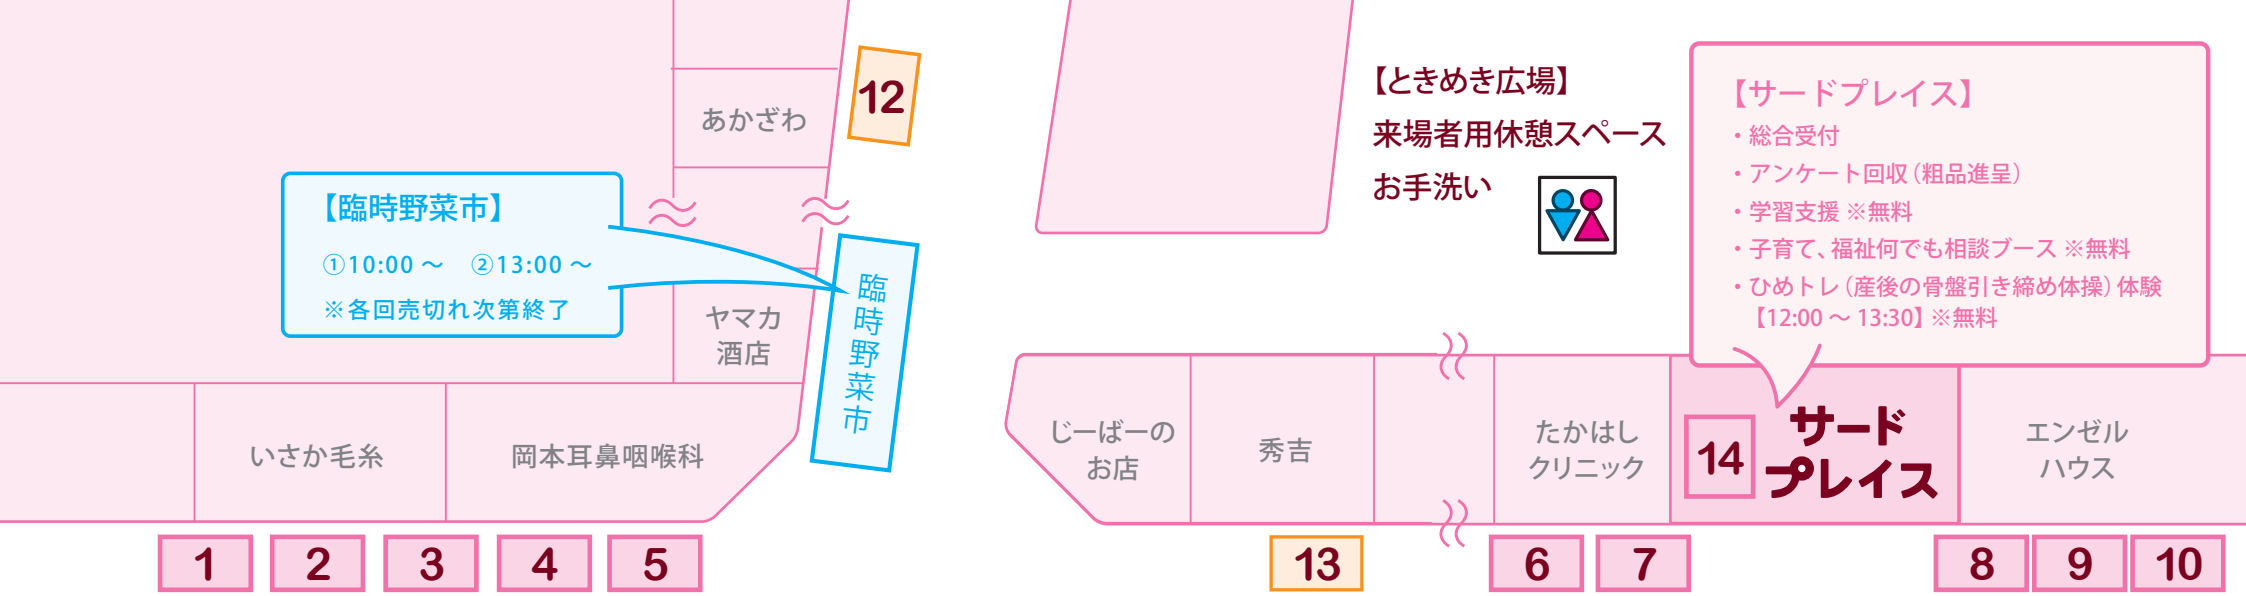 12
あかざわ
【臨時野菜市】
①10:00 ～ ②13:00 ～
※各回売切れ次第終了
ヤマカ
酒店
臨時野菜市
いさか毛糸
岡本耳鼻咽喉科
1
2
3
4
5
【ときめき広場】
来場者用休憩スペース
お手洗い
【サードプレイス】
・総合受付
・アンケート回収（粗品進呈）
・学習支援 ※無料
・子育て、福祉何でも相談ブース ※無料
・ひめトレ（産後の骨盤引き締め体操）体験
【12:00 ～ 13:30】※無料
じーばーの
お店
秀吉
たかはし
クリニック
14
サード
プレイス
エンゼル
ハウス
13
6
7
8
9
10